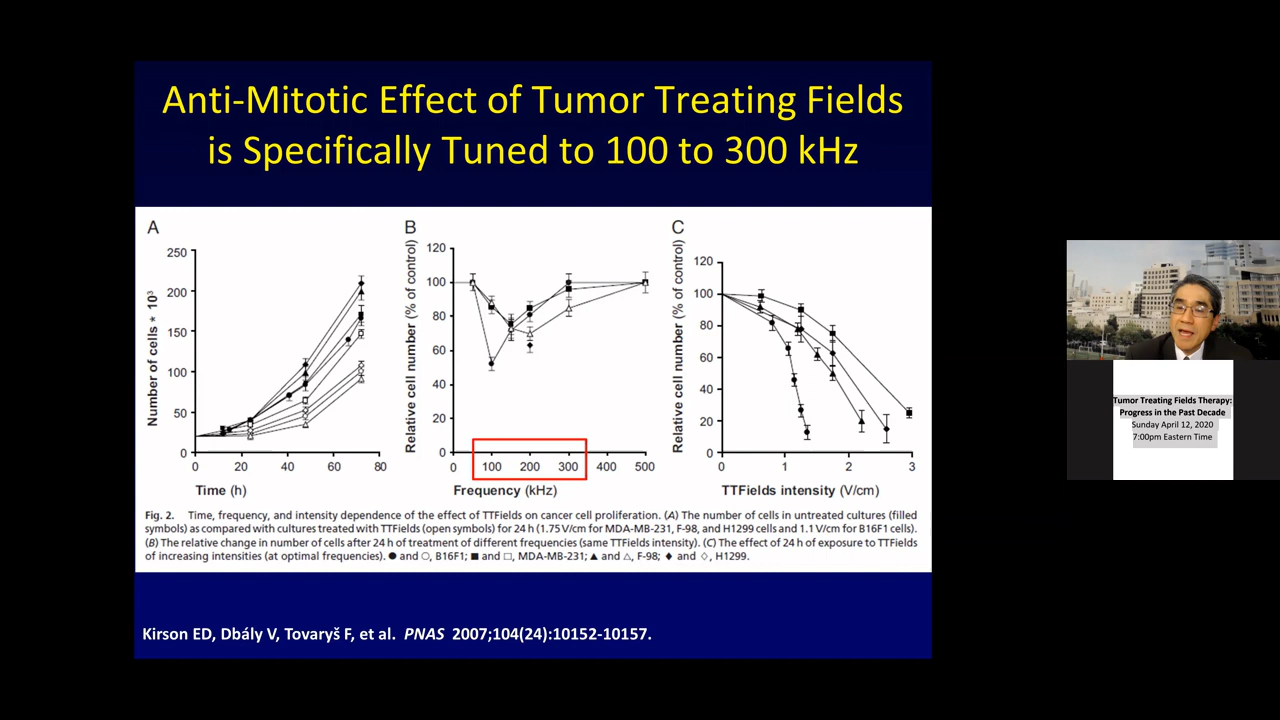 Anti-Mitotic Effect of Tumor Treating Fields
is Specifically Tuned to 100 to 300 kHz
A
250
200
150
100
50
0
Number of cells * 10³
0 20 40 60 80
Time (h)
B
120
100
80
60
40
20
0
Relative cell number (% of control)
0 100 200 300 400 500
Frequency (kHz)
C
120
100
80
60
40
20
0
Relative cell number (% of control)
0 1 2 3
TTFields intensity (V/cm)
Fig. 2. Time, frequency, and intensity dependence of the effect of TTFields on cancer cell proliferation. (A) The number of cells in untreated cultures (filled
symbols) as compared with cultures treated with TTFields (open symbols) for 24 h (1.75 V/cm for MDA-MB-231, F-98, and H1299 cells and 1.1 V/cm for B16F1 cells).
(B) The relative change in number of cells after 24 h of treatment of different frequencies (same TTFields intensity). (C) The effect of 24 h of exposure to TTFields
of increasing intensities (at optimal frequencies). ● and ○, B16F1; ■ and □, MDA-MB-231; ▲ and △, F-98; ♦ and ♢, H1299.
Kirson ED, Dbály V, Tovaryš F, et al. PNAS 2007;104(24):10152-10157.
Tumor Treating Fields Therapy:
Progress in the Past Decade
Sunday April 12, 2020
7:00pm Eastern Time